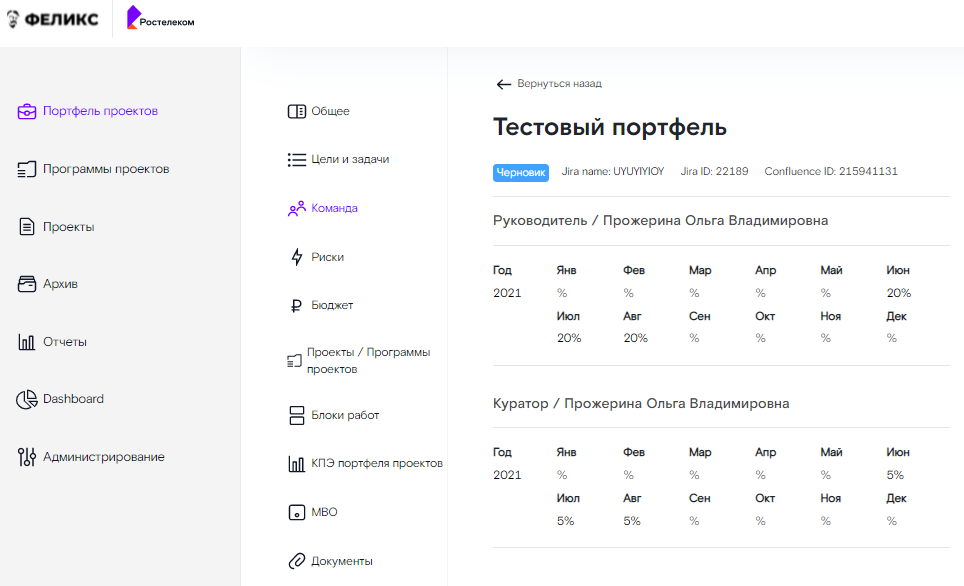 ФЕЛИКС
Ростелеком
Портфель проектов
Программы проектов
Проекты
Архив
Отчеты
Dashboard
Администрирование
Общее
Цели и задачи
Команда
Риски
Бюджет
Проекты / Программы
проектов
Блоки работ
КПЭ портфеля проектов
МВО
Документы
Вернуться назад
Тестовый портфель
Черновик Jira name: UYUYIYIOY Jira ID: 22189 Confluence ID: 215941131
Руководитель / Прожерина Ольга Владимировна
Год Янв Фев Мар Апр Май Июн
2021 % % % % % 20%
Июл Авг Сен Окт Ноя Дек
20% 20% % % % %
Куратор / Прожерина Ольга Владимировна
Год Янв Фев Мар Апр Май Июн
2021 % % % % % 5%
Июл Авг Сен Окт Ноя Дек
5% 5% % % % %